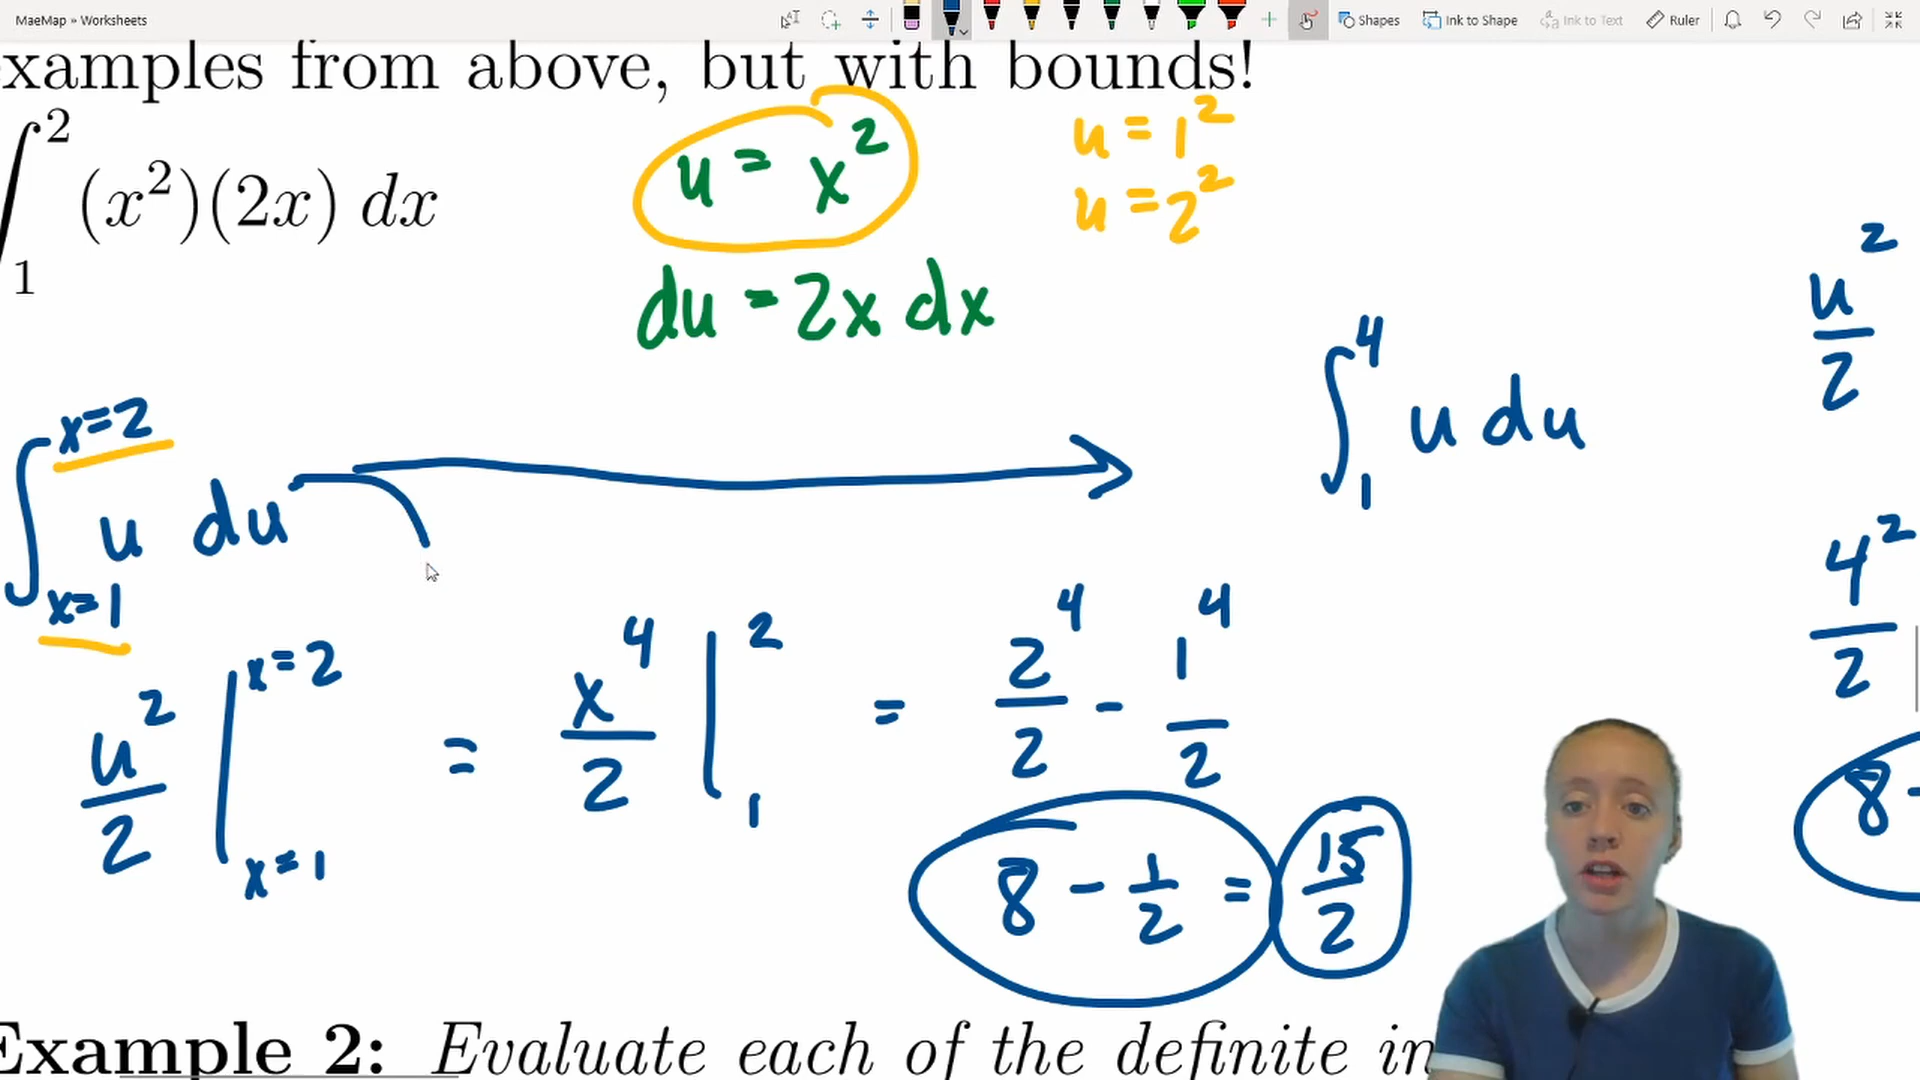 MaeMap » Worksheets
Shapes Ink to Shape Ink to Text Ruler
xamples from above, but with bounds!
∫₁² (x²)(2x) dx
u = x²
du = 2x dx
u = 1²
u = 2²
∫ x=2 x=1 u du
∫₁⁴ u du
u²/2
4²/2
8 -
u²/2 | x=2 x=1 = x⁴/2 | 2 1 = 2⁴/2 - 1⁴/2
8 - 1/2 = 15/2
Example 2: Evaluate each of the definite in